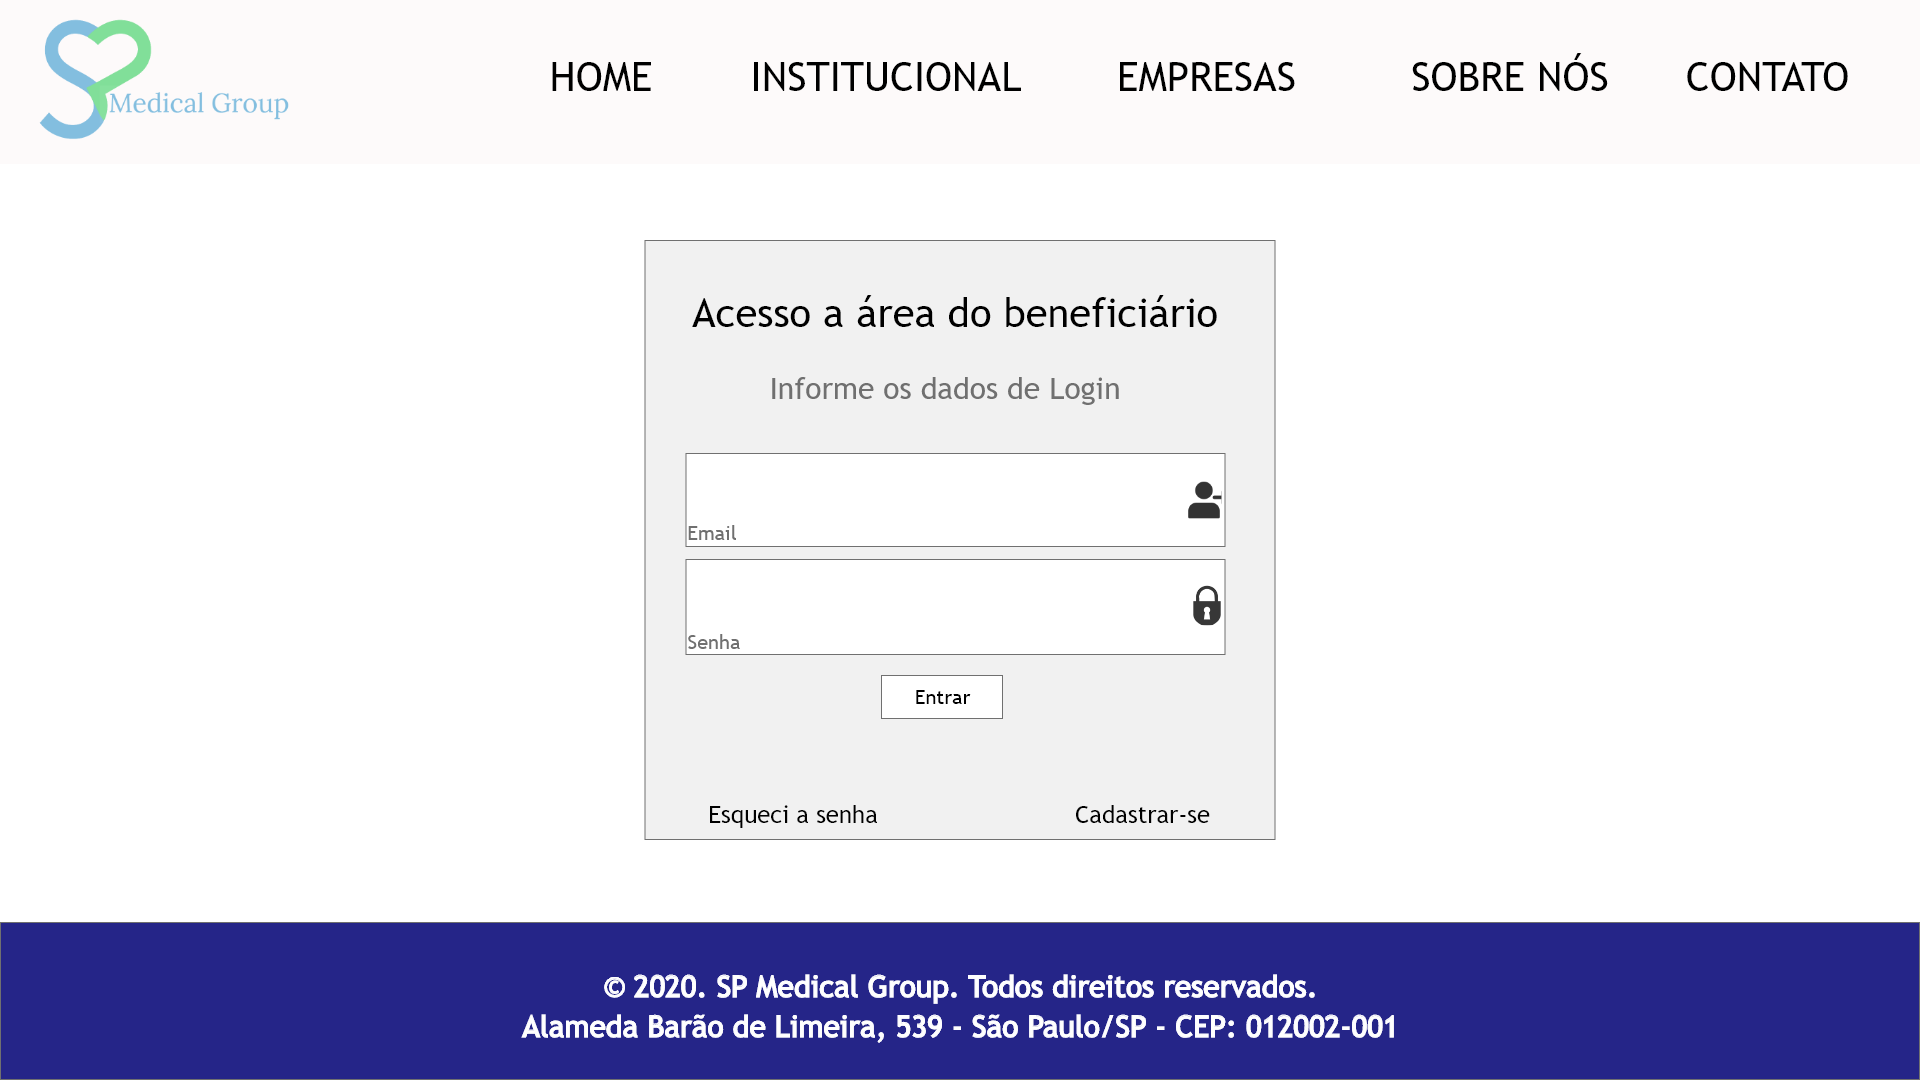 SP Medical Group
HOME INSTITUCIONAL EMPRESAS SOBRE NÓS CONTATO
Acesso a área do beneficiário
Informe os dados de Login
Email
Senha
Entrar
Esqueci a senha Cadastrar-se
© 2020. SP Medical Group. Todos direitos reservados.
Alameda Barão de Limeira, 539 - São Paulo/SP - CEP: 012002-001